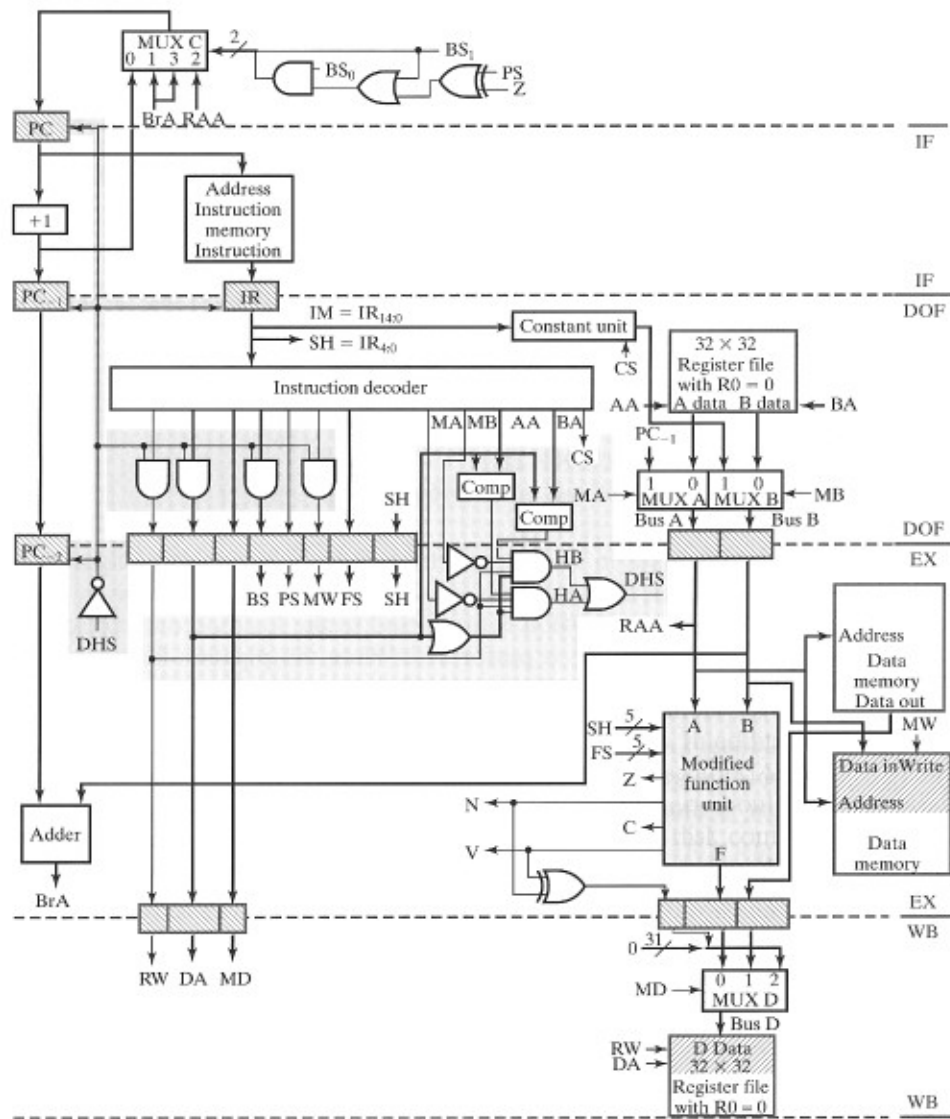 MUX C
0 1 3 2
2
BS₁
BS₀
PS
Z
BrA RAA
PC
IF
Address
Instruction
memory
Instruction
+1
PC₋₁
IR
IF
DOF
IM = IR₁₄:₀
SH = IR₄:₀
Constant unit
CS
32 × 32
Register file
with R0 = 0
A data B data
AA
BA
Instruction decoder
MA MB AA BA
CS
PC₋₁
Comp
Comp
SH
1 0 1 0
MA
MUX A MUX B
MB
Bus A
Bus B
DOF
PC₋₂
EX
HB
BS PS MW FS SH
HA
DHS
DHS
RAA
Address
Data
memory
Data out
MW
5
SH
A B
5
FS
Modified
function
unit
Z
Data in Write
Address
Data
memory
N
C
V
F
Adder
BrA
EX
WB
0
31
RW DA MD
0 1 2
MD
MUX D
Bus D
RW
DA
D Data
32 × 32
Register file
with R0 = 0
WB